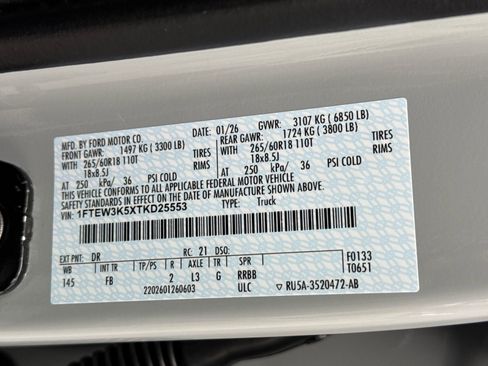 MFD. BY FORD MOTOR CO. 01/26 GVWR: 3107 KG ( 6850 LB)
FRONT GAWR: 1497 KG ( 3300 LB) REAR GAWR: 1724 KG ( 3800 LB)
WITH 265/60R18 110T TIRES WITH 265/60R18 110T TIRES
18x8.5J RIMS 18x8.5J RIMS
AT 250 kPa/ 36 PSI COLD AT 250 kPa/ 36 PSI COLD
THIS VEHICLE CONFORMS TO ALL APPLICABLE FEDERAL MOTOR VEHICLE
SAFETY STANDARDS IN EFFECT ON THE DATE OF MANUFACTURE SHOWN ABOVE.
VIN: 1FTEW3K5XTKD25553 TYPE: Truck
EXT PNT: DR RC: 21 DSO: F0133
WB INT TR TP/PS R AXLE TR SPR T0651
145 FB 2 L3 G RRBB
2202601260603 ULC RU5A-3520472-AB